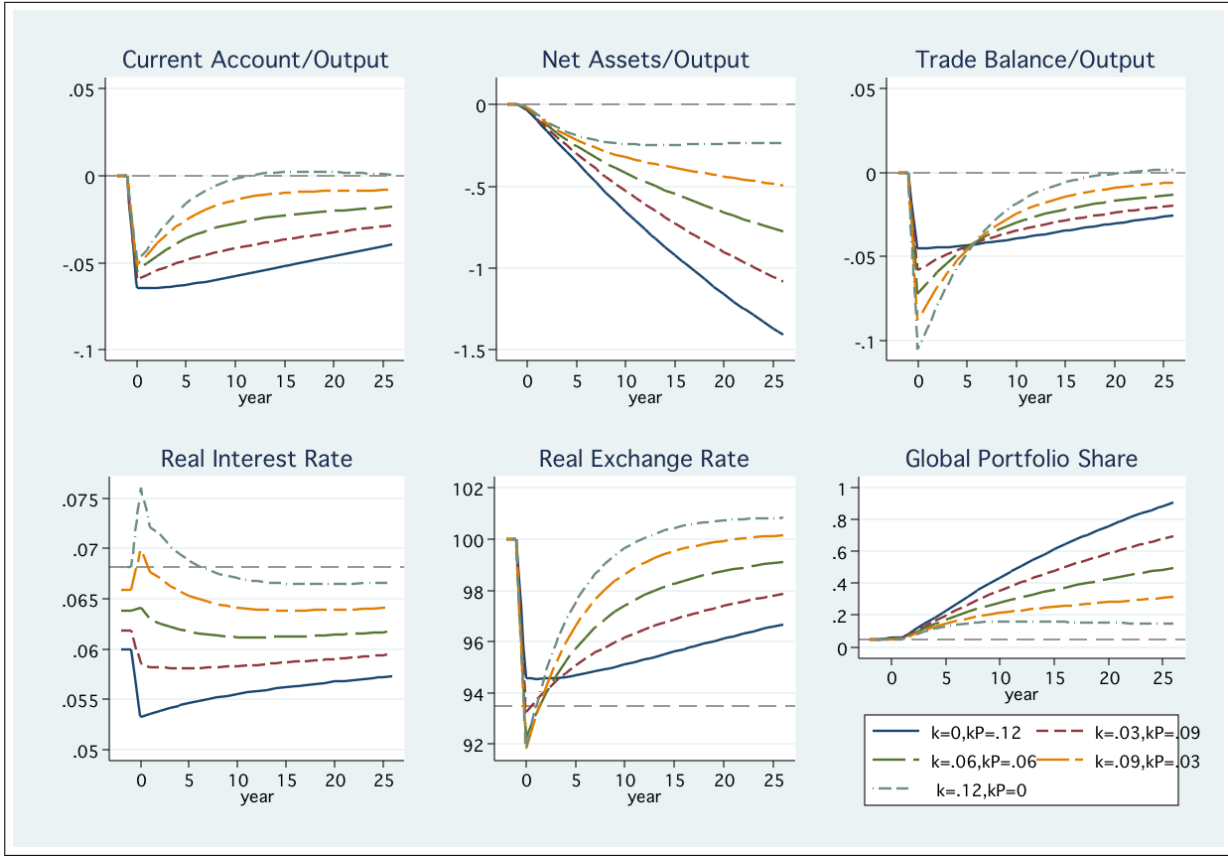 Current Account/Output
.05
0
-.05
-.1
0 5 10 15 20 25
year
Net Assets/Output
0
-.5
-1
-1.5
0 5 10 15 20 25
year
Trade Balance/Output
.05
0
-.05
-.1
0 5 10 15 20 25
year
Real Interest Rate
.075
.07
.065
.06
.055
.05
0 5 10 15 20 25
year
Real Exchange Rate
102
100
98
96
94
92
0 5 10 15 20 25
year
Global Portfolio Share
1
.8
.6
.4
.2
0
0 5 10 15 20 25
year
k=0,kP=.12 k=.03,kP=.09
k=.06,kP=.06 k=.09,kP=.03
k=.12,kP=0